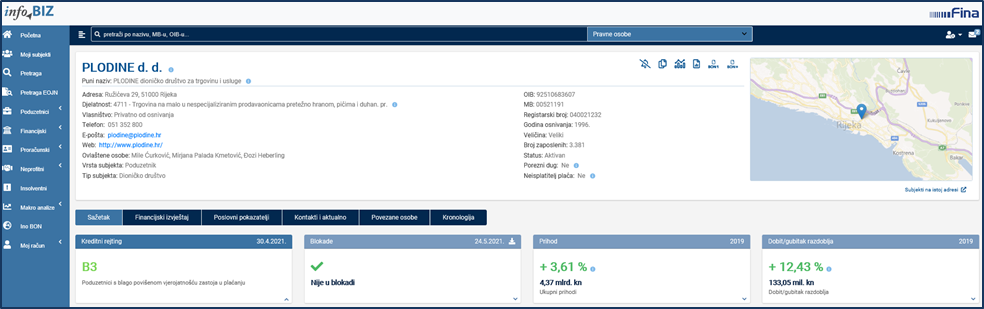 info.BIZ
Fina
Početna
Moji subjekti
Pretraga
Pretraga EOJN
Poduzetnici
Financijski
Proračunski
Neprofitni
Insolventni
Makro analize
Ino BON
Moj račun
pretraži po nazivu, MB-u, OIB-u...
Pravne osobe
PLODINE d. d.
Puni naziv: PLODINE dioničko društvo za trgovinu i usluge
Adresa: Ružićeva 29, 51000 Rijeka
Djelatnost: 4711 - Trgovina na malo u nespecijaliziranim prodavaonicama pretežno hranom, pićima i duhan. pr.
Vlasništvo: Privatno od osnivanja
Telefon: 051 352 800
E-pošta: plodine@plodine.hr
Web: http://www.plodine.hr/
Ovlaštene osobe: Mile Ćurković, Mirjana Palada Kmetović, Đozi Heberling
Vrsta subjekta: Poduzetnik
Tip subjekta: Dioničko društvo
BON1
BON+
OIB: 92510683607
MB: 00521191
Registarski broj: 040021232
Godina osnivanja: 1996.
Veličina: Veliki
Broj zaposlenih: 3.381
Status: Aktivan
Porezni dug: Ne
Neisplatitelj plaća: Ne
Čavle
Rijeka
Kukuljanovo
Kostrena
Bakar
Subjekti na istoj adresi
Sažetak
Financijski izvještaj
Poslovni pokazatelji
Kontakti i aktualno
Povezane osobe
Kronologija
Kreditni rejting 30.4.2021.
B3
Poduzetnici s blago povišenom vjerojatnošću zastoja u plaćanju
Blokade 24.5.2021.
Nije u blokadi
Prihod 2019
+ 3,61 %
4,37 mlrd. kn
Ukupni prihodi
Dobit/gubitak razdoblja 2019
+ 12,43 %
133,05 mil. kn
Dobit/gubitak razdoblja